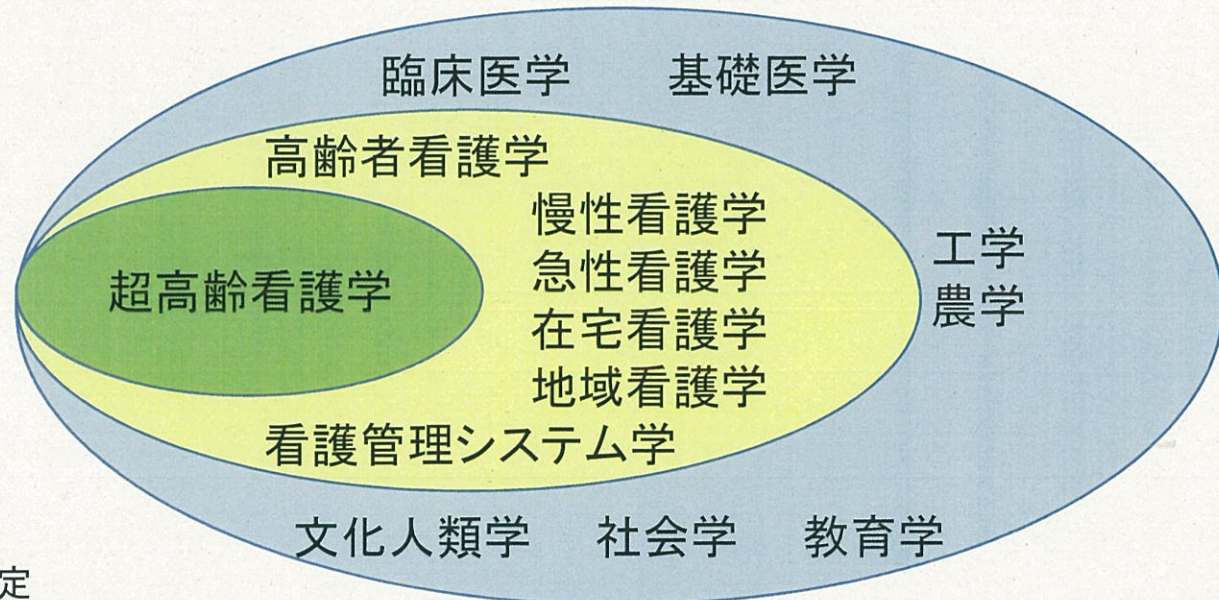 臨床医学 基礎医学
高齢者看護学
慢性看護学
急性看護学
在宅看護学
地域看護学
超高齢看護学
看護管理システム学
工学
農学
文化人類学 社会学 教育学
定